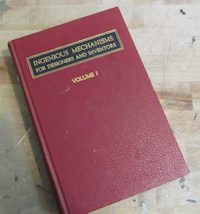 INGENIOUS MECHANISMS
FOR DESIGNERS AND INVENTORS
VOLUME I